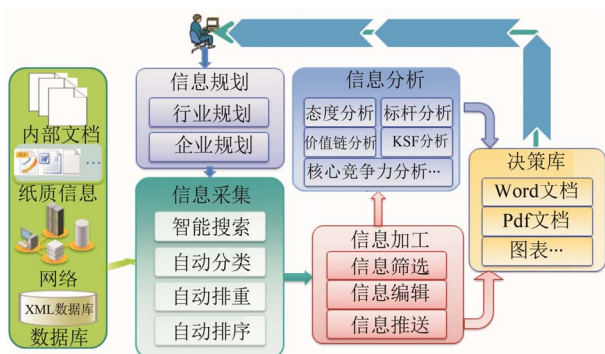 内部文档
纸质信息
网络
XML数据库
数据库
信息规划
行业规划
企业规划
信息采集
智能搜索
自动分类
自动排重
自动排序
信息分析
态度分析 标杆分析
价值链分析 KSF分析
核心竞争力分析…
信息加工
信息筛选
信息编辑
信息推送
决策库
Word文档
Pdf文档
图表…